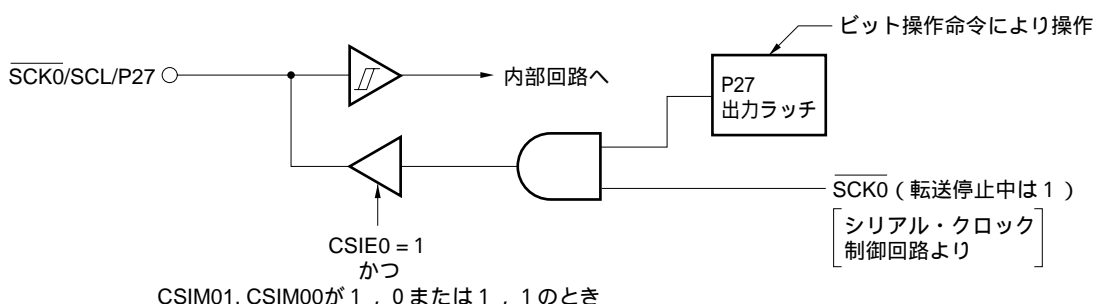 ビット操作命令により操作
SCK0/SCL/P27
内部回路へ
P27
出力ラッチ
SCK0（転送停止中は１）
シリアル・クロック
制御回路より
CSIE0 = 1
かつ
CSIM01, CSIM00が１，０または１，１のとき